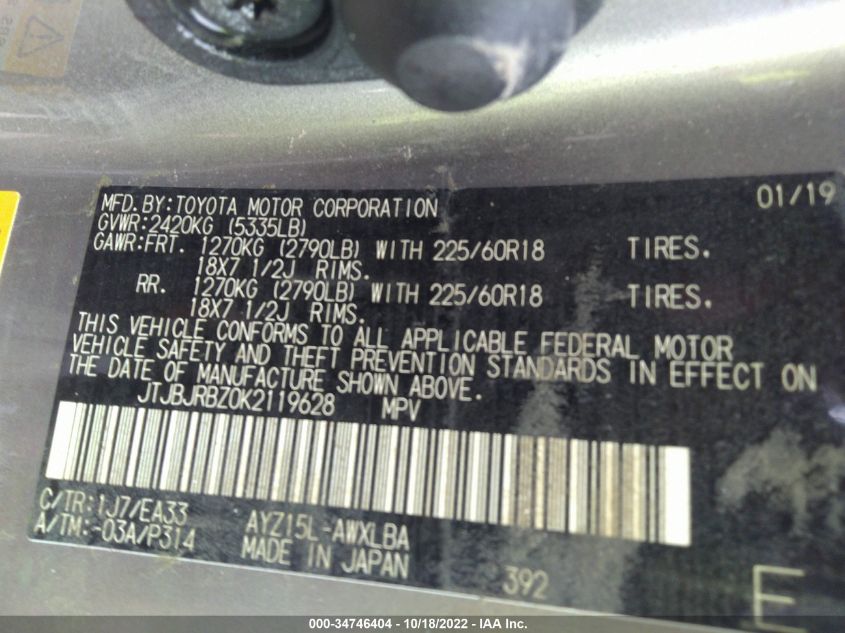 MFD. BY:TOYOTA MOTOR CORPORATION 01/19
GVWR:2420KG (5335LB)
GAWR:FRT. 1270KG (2790LB) WITH 225/60R18 TIRES.
18X7 1/2J RIMS.
RR. 1270KG (2790LB) WITH 225/60R18 TIRES.
18X7 1/2J RIMS.
THIS VEHICLE CONFORMS TO ALL APPLICABLE FEDERAL MOTOR
VEHICLE SAFETY AND THEFT PREVENTION STANDARDS IN EFFECT ON
THE DATE OF MANUFACTURE SHOWN ABOVE.
JTJBJRBZ0K2119628 MPV
C/TR:1J7/EA33 AYZ15L-AWXLBA
A/TM:-03A/P314 MADE IN JAPAN 392
E
000-34746404 - 10/18/2022 - IAA Inc.